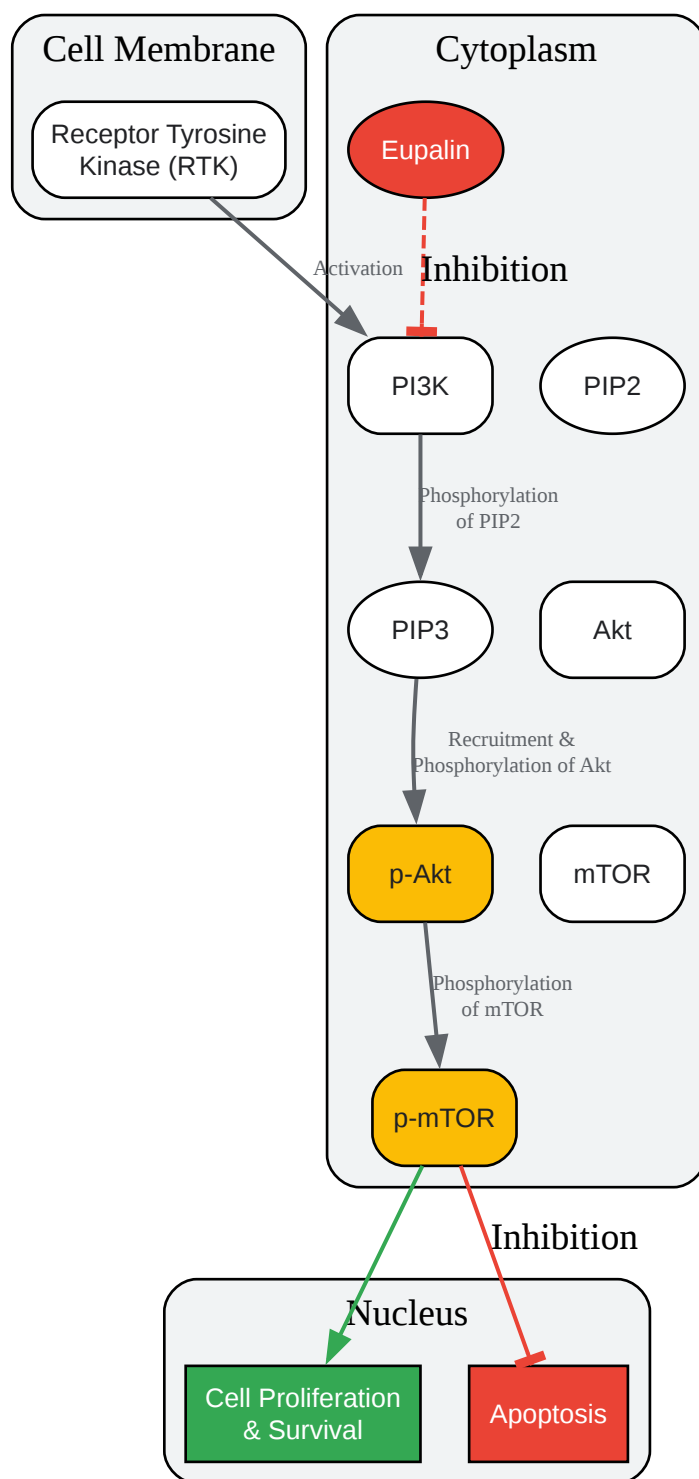 Cell Membrane
Cytoplasm
Receptor Tyrosine
Kinase (RTK)
Eupalin
Activation
Inhibition
PI3K
PIP2
Phosphorylation
of PIP2
PIP3
Akt
Recruitment &
Phosphorylation of Akt
p-Akt
mTOR
Phosphorylation
of mTOR
p-mTOR
Inhibition
Nucleus
Cell Proliferation
& Survival
Apoptosis